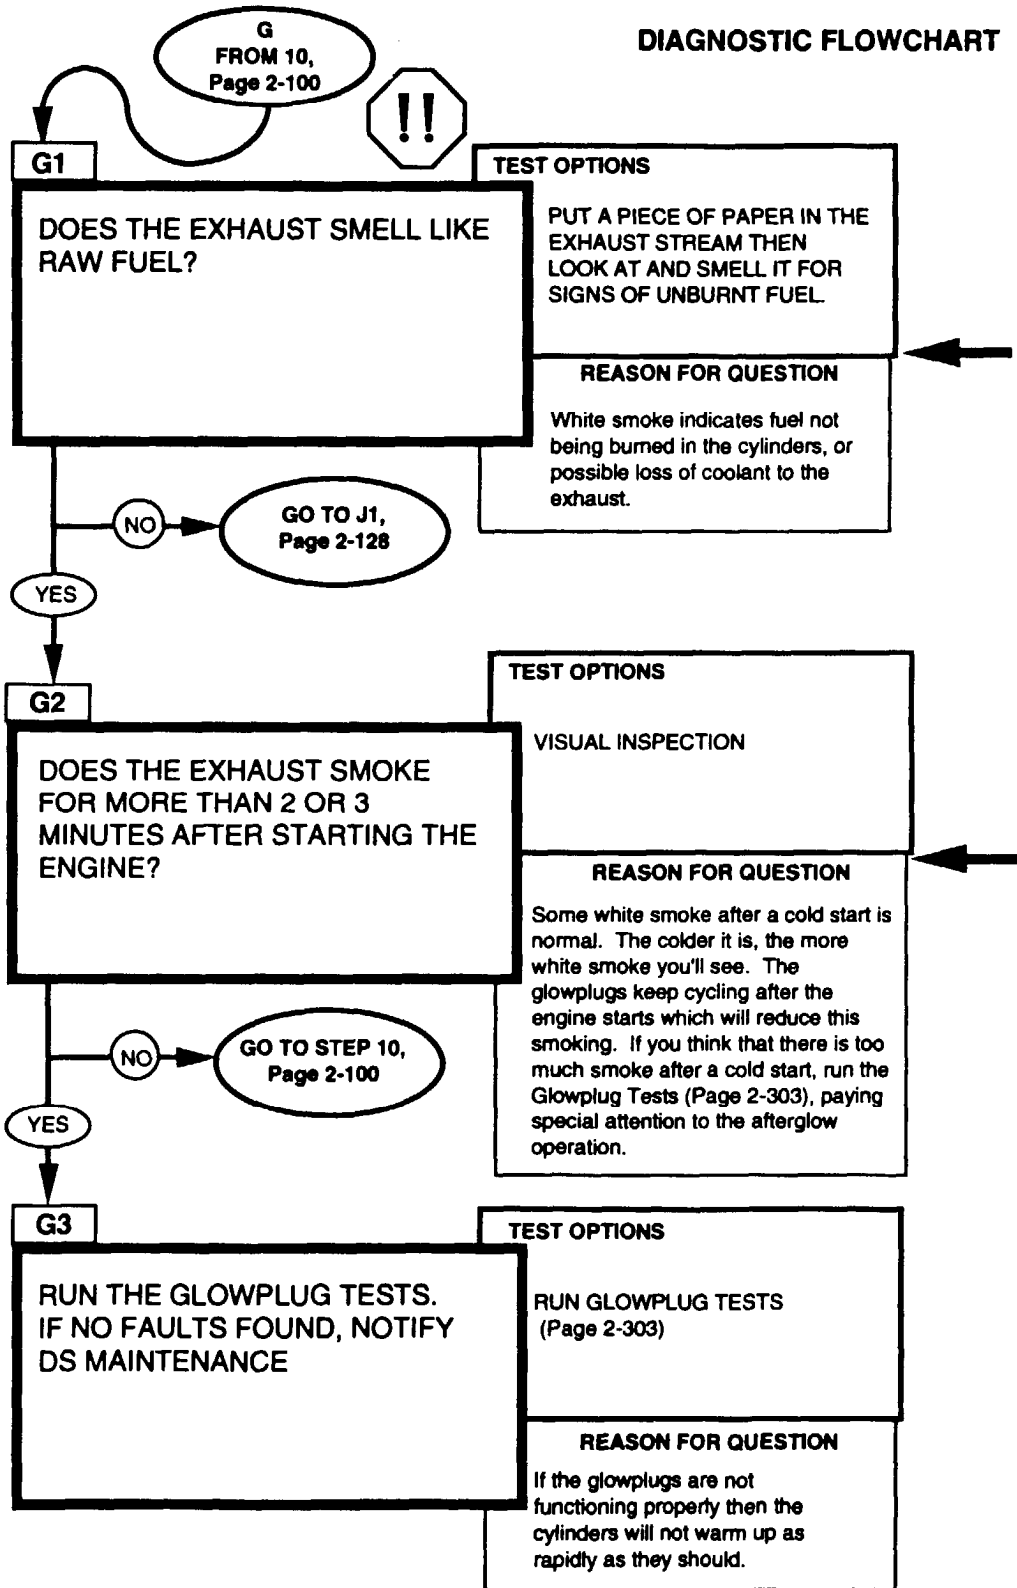 DIAGNOSTIC FLOWCHART
G
FROM 10,
Page 2-100
!!
G1
DOES THE EXHAUST SMELL LIKE
RAW FUEL?
TEST OPTIONS
PUT A PIECE OF PAPER IN THE
EXHAUST STREAM THEN
LOOK AT AND SMELL IT FOR
SIGNS OF UNBURNT FUEL.
REASON FOR QUESTION
White smoke indicates fuel not
being burned in the cylinders, or
possible loss of coolant to the
exhaust.
NO
GO TO J1,
Page 2-128
YES
G2
DOES THE EXHAUST SMOKE
FOR MORE THAN 2 OR 3
MINUTES AFTER STARTING THE
ENGINE?
TEST OPTIONS
VISUAL INSPECTION
REASON FOR QUESTION
Some white smoke after a cold start is
normal. The colder it is, the more
white smoke you'll see. The
glowplugs keep cycling after the
engine starts which will reduce this
smoking. If you think that there is too
much smoke after a cold start, run the
Glowplug Tests (Page 2-303), paying
special attention to the afterglow
operation.
NO
GO TO STEP 10,
Page 2-100
YES
G3
RUN THE GLOWPLUG TESTS.
IF NO FAULTS FOUND, NOTIFY
DS MAINTENANCE
TEST OPTIONS
RUN GLOWPLUG TESTS
(Page 2-303)
REASON FOR QUESTION
If the glowplugs are not
functioning properly then the
cylinders will not warm up as
rapidly as they should.